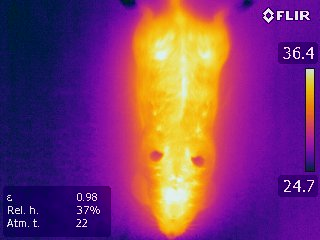 FLIR
36.4
24.7
ε 0.98
Rel. h. 37%
Atm. t. 22